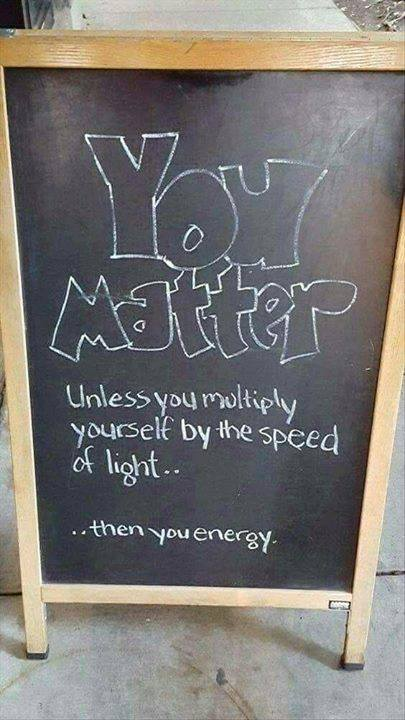 You
Matter
Unless you multiply
yourself by the speed
of light..
..then you energy.